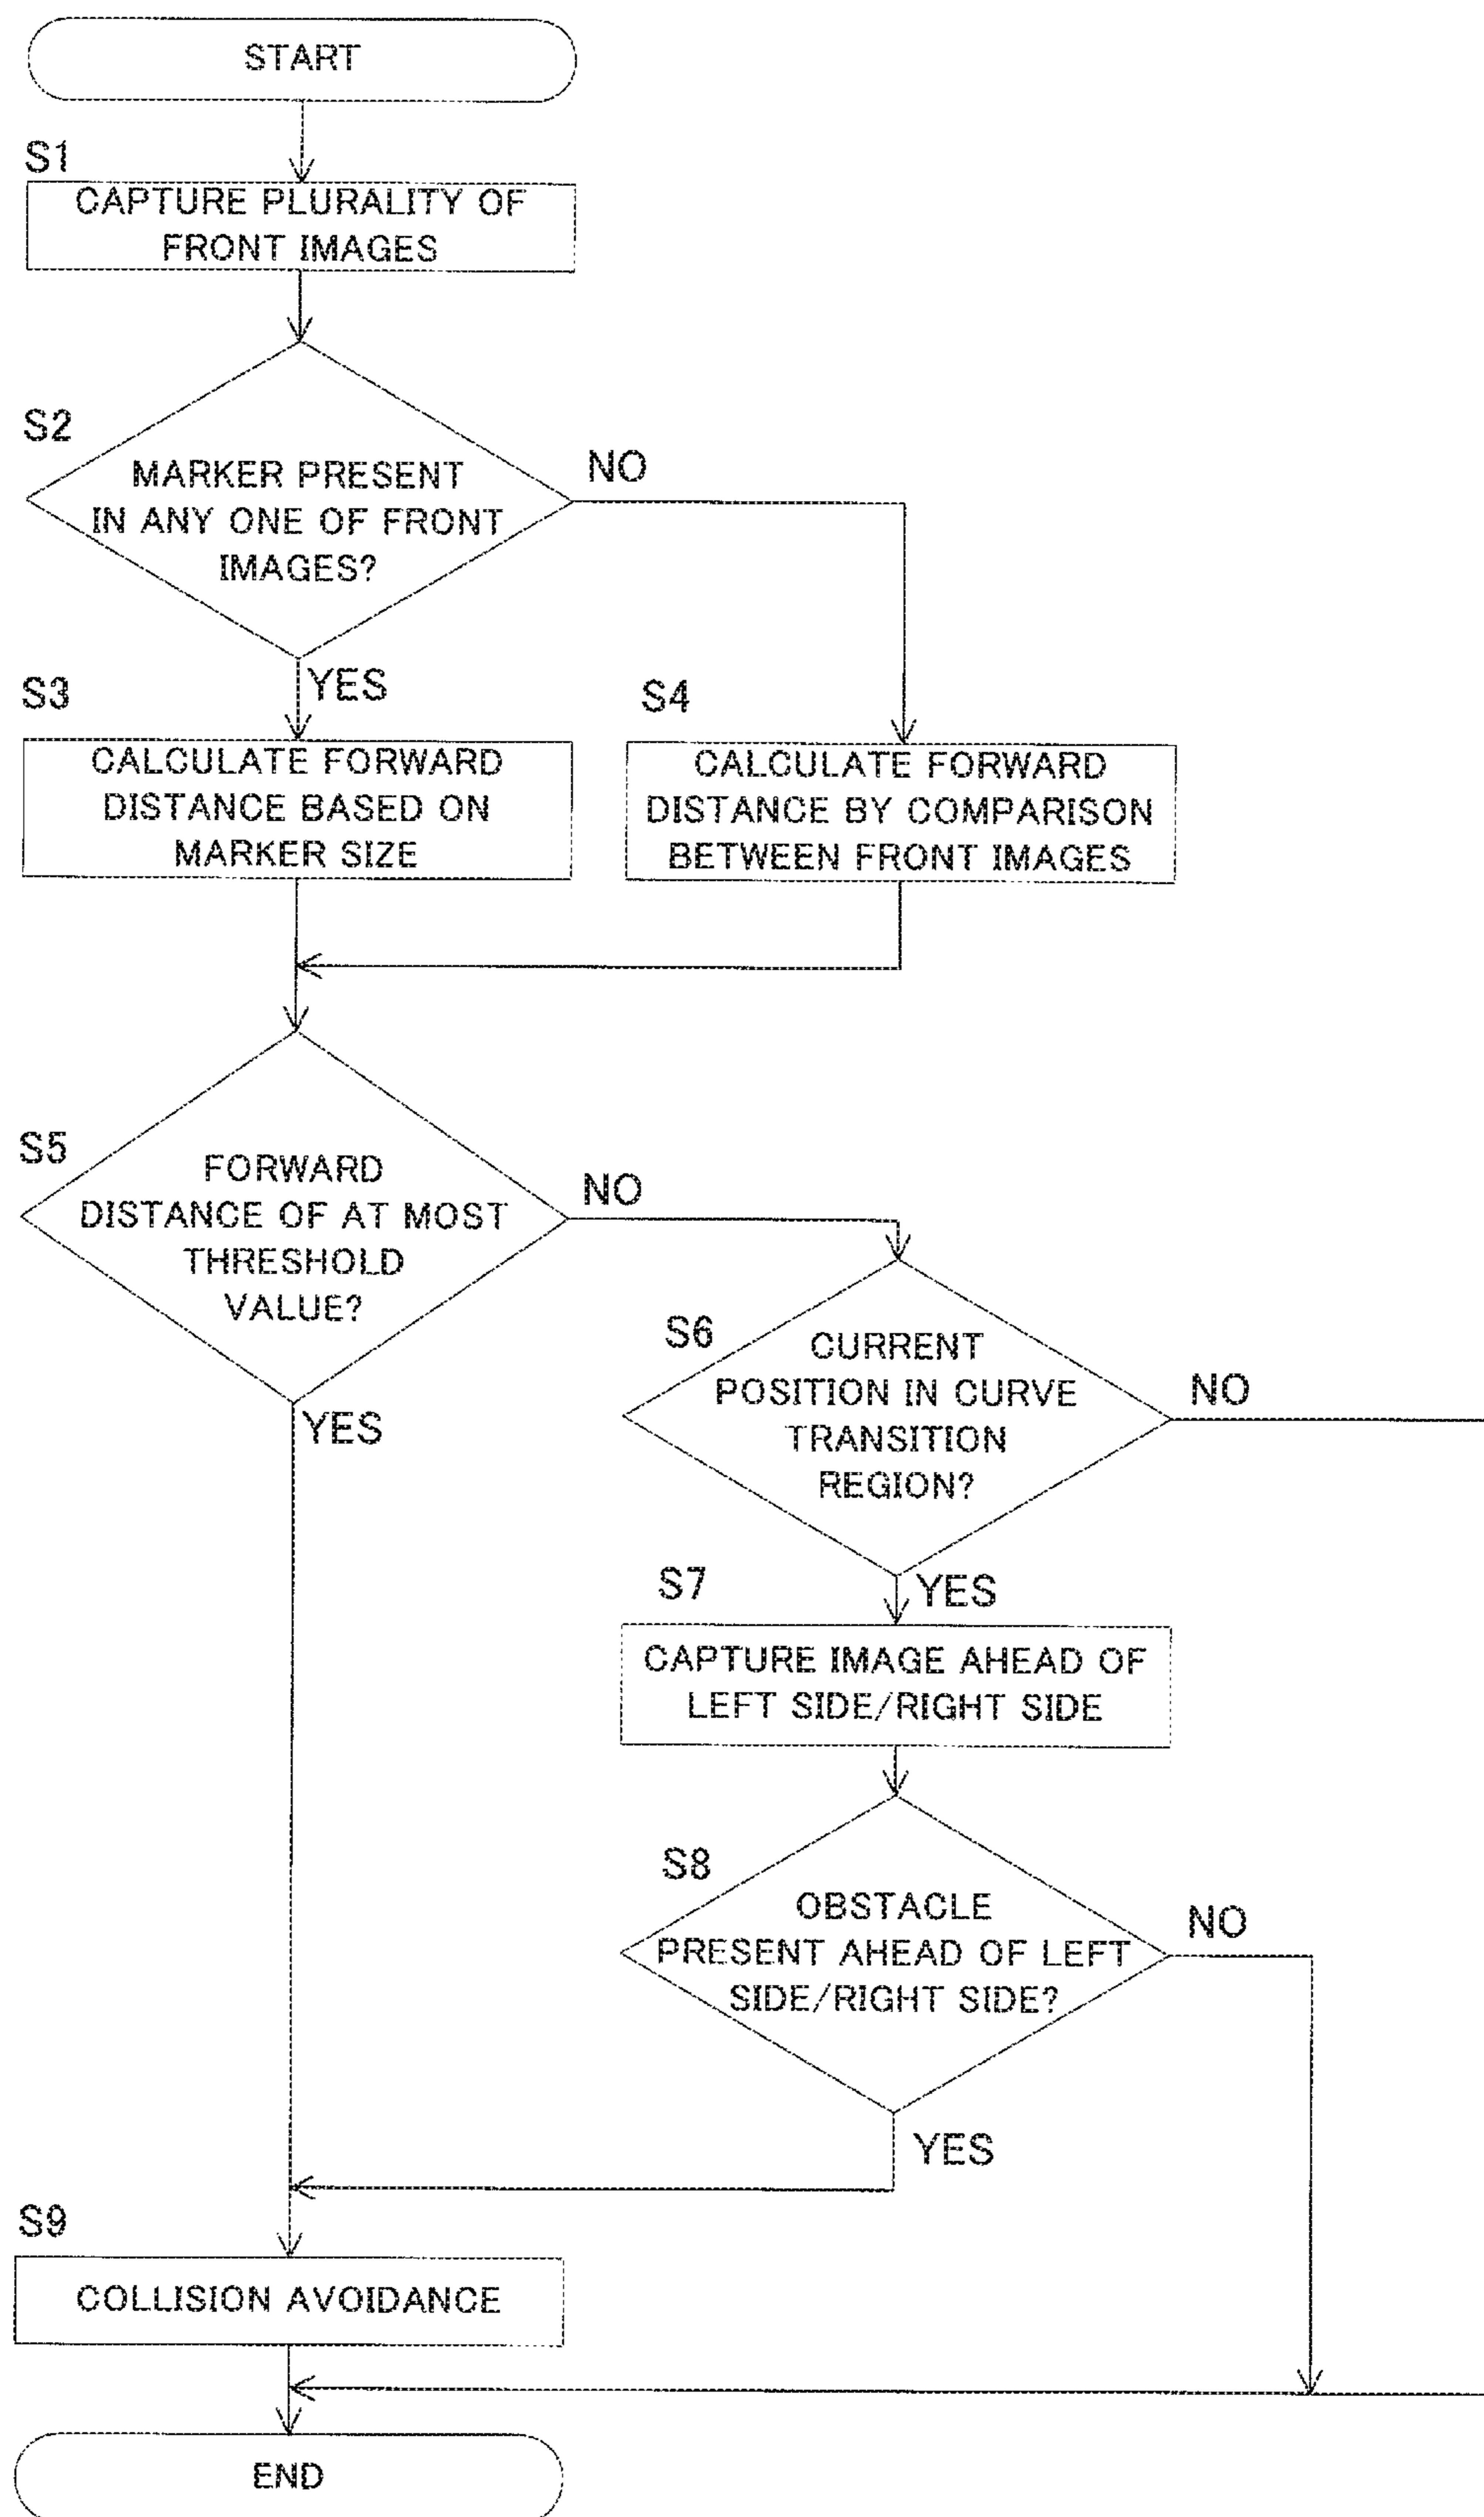 START
S1
CAPTURE PLURALITY OF
FRONT IMAGES
S2
MARKER PRESENT
IN ANY ONE OF FRONT
IMAGES?
NO
YES
S3
CALCULATE FORWARD
DISTANCE BASED ON
MARKER SIZE
S4
CALCULATE FORWARD
DISTANCE BY COMPARISON
BETWEEN FRONT IMAGES
S5
FORWARD
DISTANCE OF AT MOST
THRESHOLD
VALUE?
NO
YES
S6
CURRENT
POSITION IN CURVE
TRANSITION
REGION?
NO
YES
S7
CAPTURE IMAGE AHEAD OF
LEFT SIDE/RIGHT SIDE
S8
OBSTACLE
PRESENT AHEAD OF LEFT
SIDE/RIGHT SIDE?
NO
YES
S9
COLLISION AVOIDANCE
END